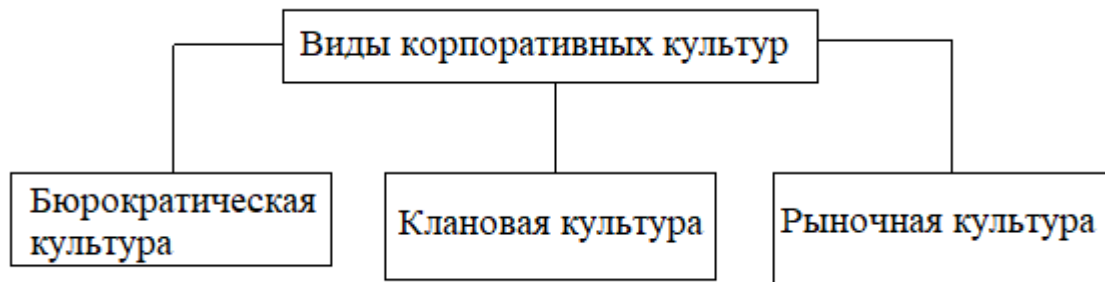 Виды корпоративных культур
Бюрократическая
культура
Клановая культура
Рыночная культура